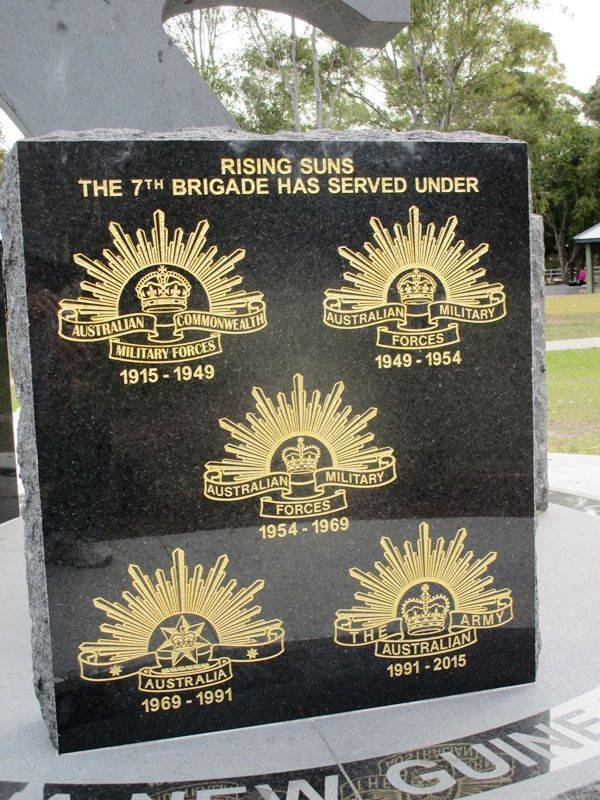 RISING SUNS
THE 7TH BRIGADE HAS SERVED UNDER
AUSTRALIAN COMMONWEALTH
MILITARY FORCES
1915 - 1949
AUSTRALIAN MILITARY
FORCES
1949 - 1954
AUSTRALIAN MILITARY
FORCES
1954 - 1969
AUSTRALIA
1969 - 1991
THE ARMY
AUSTRALIAN
1991 - 2015
NEW GUINE